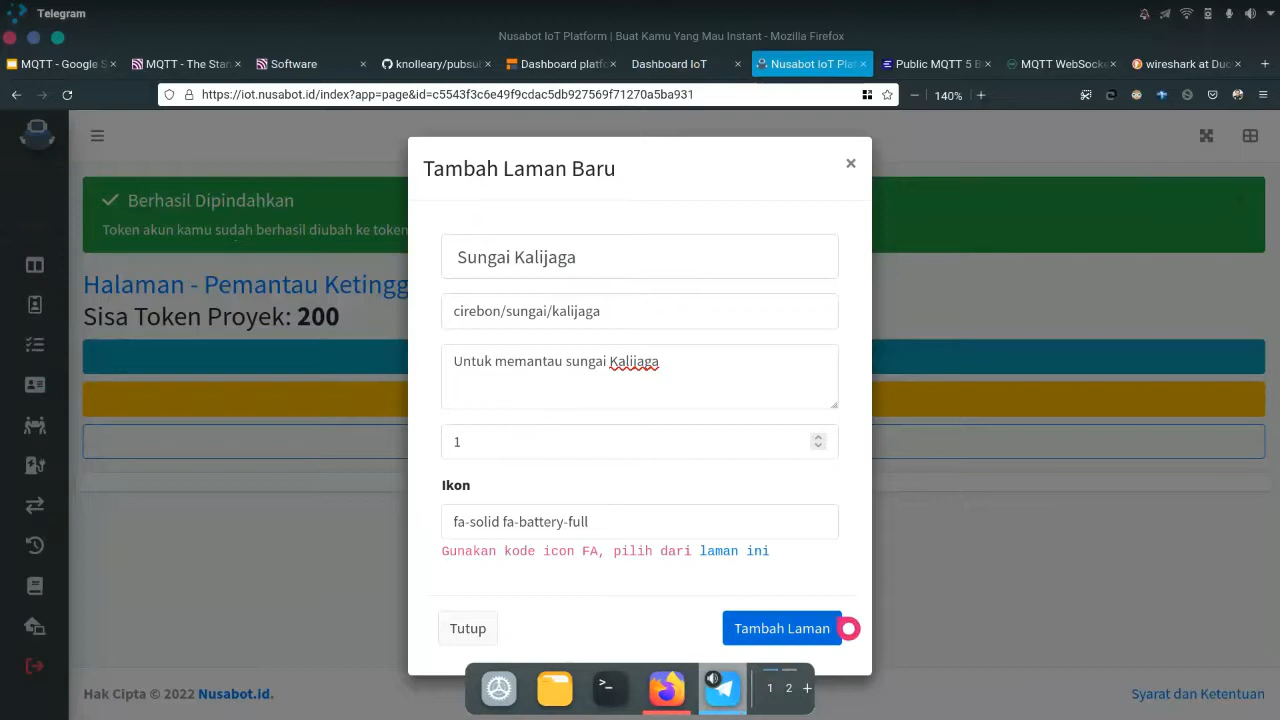 Telegram
Nusabot IoT Platform | Buat Kamu Yang Mau Instant - Mozilla Firefox
MQTT - Google S
MQTT - The Stan
Software
knolleary/pubsul
Dashboard platfo
Dashboard IoT
Nusabot IoT Plat
Public MQTT 5 B
MQTT WebSocke
wireshark at Duc
https://iot.nusabot.id/index?app=page&id=c5543f3c6e49f9cdac5db927569f71270a5ba931
140%
Tambah Laman Baru
Berhasil Dipindahkan
Token akun kamu sudah berhasil diubah ke token
Halaman - Pemantau Ketingg
Sisa Token Proyek: 200
Sungai Kalijaga
cirebon/sungai/kalijaga
Untuk memantau sungai Kalijaga
1
Ikon
fa-solid fa-battery-full
Gunakan kode icon FA, pilih dari laman ini
Tutup
Tambah Laman
1 2 +
Hak Cipta © 2022 Nusabot.id.
Syarat dan Ketentuan